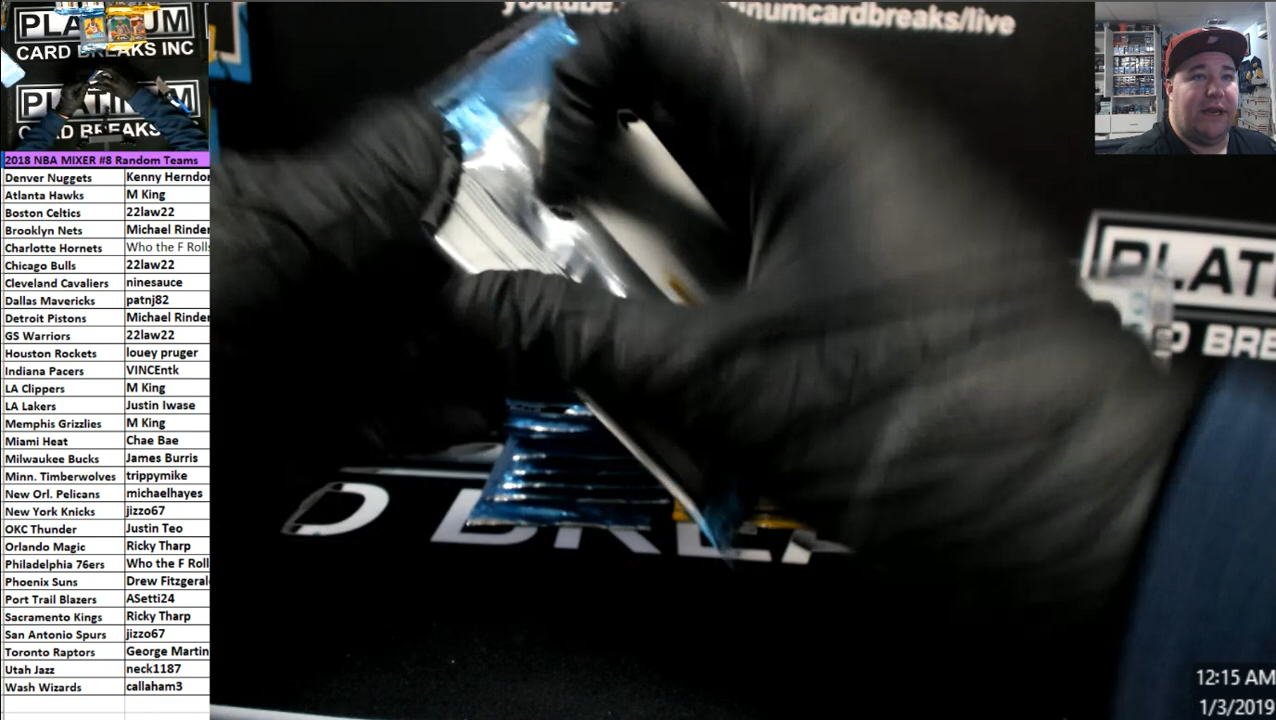 youtube. tinumcardbreaks/live
PLATINUM
CARD BREAKS INC
PLATINUM
CARD BREAKS
2018 NBA MIXER #8 Random Teams
Denver Nuggets Kenny Herndon
Atlanta Hawks M King
Boston Celtics 22law22
Brooklyn Nets Michael Rinder
Charlotte Hornets Who the F Rolls
Chicago Bulls 22law22
Cleveland Cavaliers ninesauce
Dallas Mavericks patnj82
Detroit Pistons Michael Rinder
GS Warriors 22law22
Houston Rockets louey pruger
Indiana Pacers VINCEntk
LA Clippers M King
LA Lakers Justin Iwase
Memphis Grizzlies M King
Miami Heat Chae Bae
Milwaukee Bucks James Burris
Minn. Timberwolves trippymike
New Orl. Pelicans michaelhayes
New York Knicks jizzo67
OKC Thunder Justin Teo
Orlando Magic Ricky Tharp
Philadelphia 76ers Who the F Roll
Phoenix Suns Drew Fitzgeral
Port Trail Blazers ASetti24
Sacramento Kings Ricky Tharp
San Antonio Spurs jizzo67
Toronto Raptors George Martin
Utah Jazz neck1187
Wash Wizards callaham3
PLATI
D BRE
D BREA
12:15 AM
1/3/2019